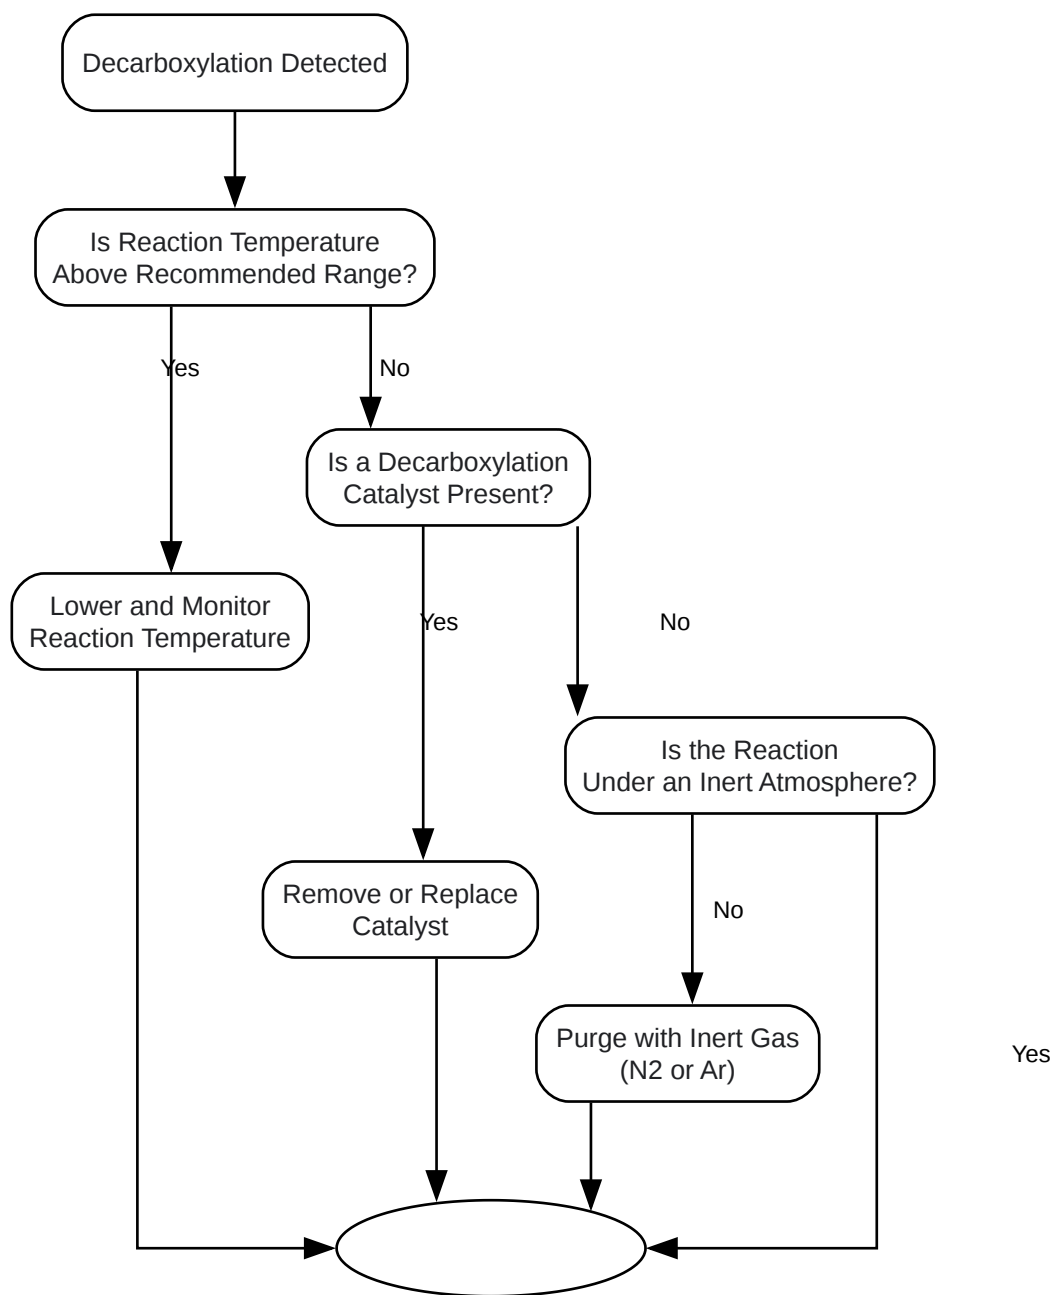 Decarboxylation Detected
Is Reaction Temperature
Above Recommended Range?
Yes
No
Is a Decarboxylation
Catalyst Present?
Lower and Monitor
Reaction Temperature
Yes
No
Is the Reaction
Under an Inert Atmosphere?
Remove or Replace
Catalyst
No
Purge with Inert Gas
(N2 or Ar)
Yes